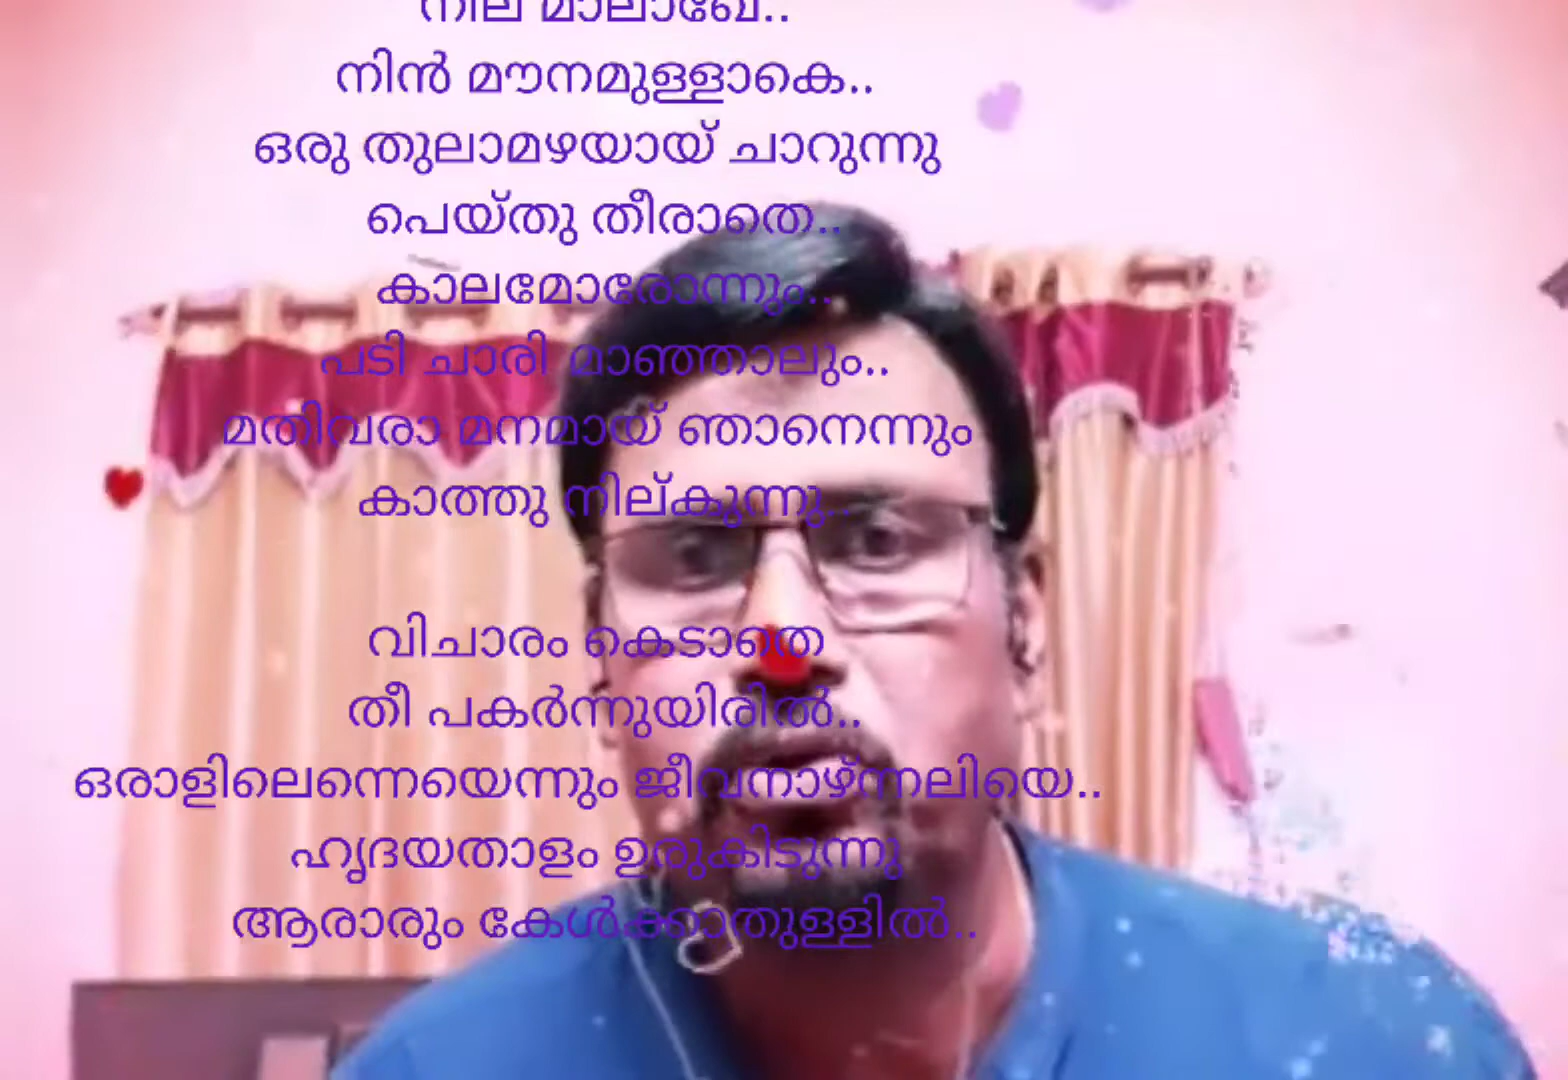 നില മാലാഖേ..
നിൻ മൗനമുള്ളാകെ..
ഒരു തുലാമഴയായ് ചാറുന്നു
പെയ്തു തീരാതെ..
കാലമോരോന്നും..
പടി ചാരി മാഞ്ഞാലും..
മതിവരാ മനമായ് ഞാനെന്നും
കാത്തു നില്കുന്നു..
വിചാരം കെടാതെ
തീ പകർന്നുയിരിൽ..
ഒരാളിലെന്നെയെന്നും ജീവനാഴ്ന്നലിയെ..
ഹൃദയതാളം ഉരുകിടുന്നു
ആരാരും കേൾക്കാതുള്ളിൽ..